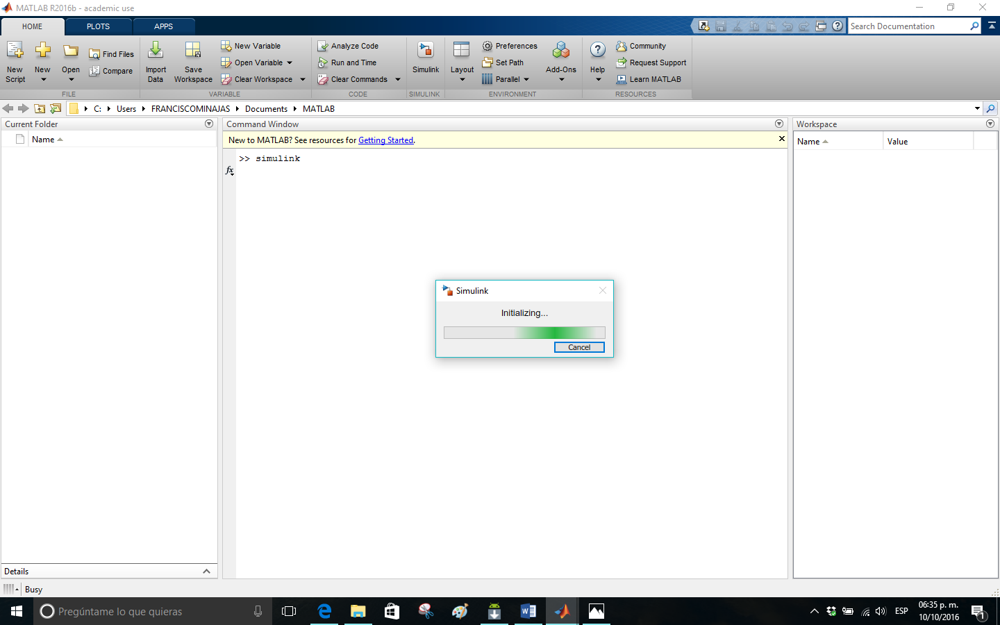 MATLAB R2016b - academic use
HOME PLOTS APPS
Search Documentation
New Script
New
Open
Find Files
Compare
FILE
Import Data
Save Workspace
New Variable
Open Variable
Clear Workspace
VARIABLE
Analyze Code
Run and Time
Clear Commands
CODE
Simulink
SIMULINK
Layout
Preferences
Set Path
Parallel
Add-Ons
ENVIRONMENT
Help
Community
Request Support
Learn MATLAB
RESOURCES
C: Users FRANCISCOMINAJAS Documents MATLAB
Current Folder
Name
Details
Command Window
New to MATLAB? See resources for Getting Started.
>> simulink
fx
Simulink
Initializing...
Cancel
Workspace
Name Value
Busy
Pregúntame lo que quieras
ESP
06:35 p. m.
10/10/2016
1